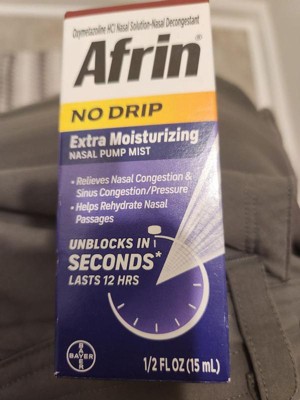 Oxymetazoline HCl Nasal Solution-Nasal Decongestant
Afrin®
NO DRIP
Extra Moisturizing
NASAL PUMP MIST
• Relieves Nasal Congestion &
Sinus Congestion/Pressure
• Helps Rehydrate Nasal
Passages
UNBLOCKS IN
SECONDS*
LASTS 12 HRS
BAYER
BAYER
1/2 FL OZ (15 mL)